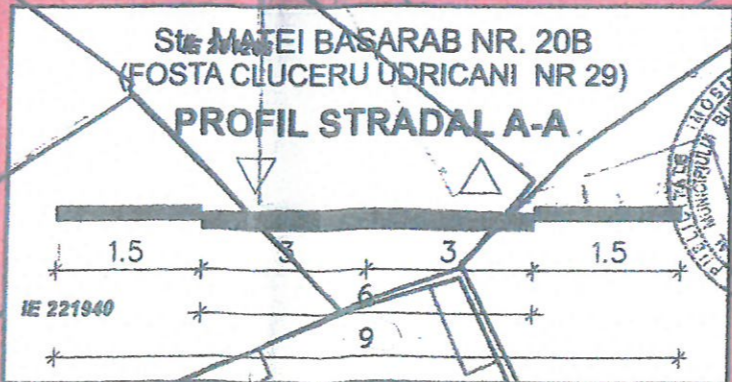 Str. MATEI BASARAB NR. 20B
(FOSTA CLUCERU UDRICANI NR 29)
PROFIL STRADAL A-A
1.5 3 3 1.5
6
IE 221940
9
MUNICIPIULUI